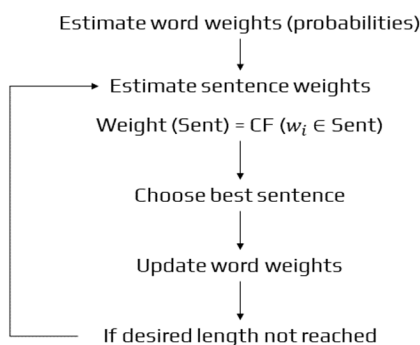 Estimate word weights (probabilities)
Estimate sentence weights
Weight (Sent) = CF (𝑤ᵢ ∈ Sent)
Choose best sentence
Update word weights
If desired length not reached